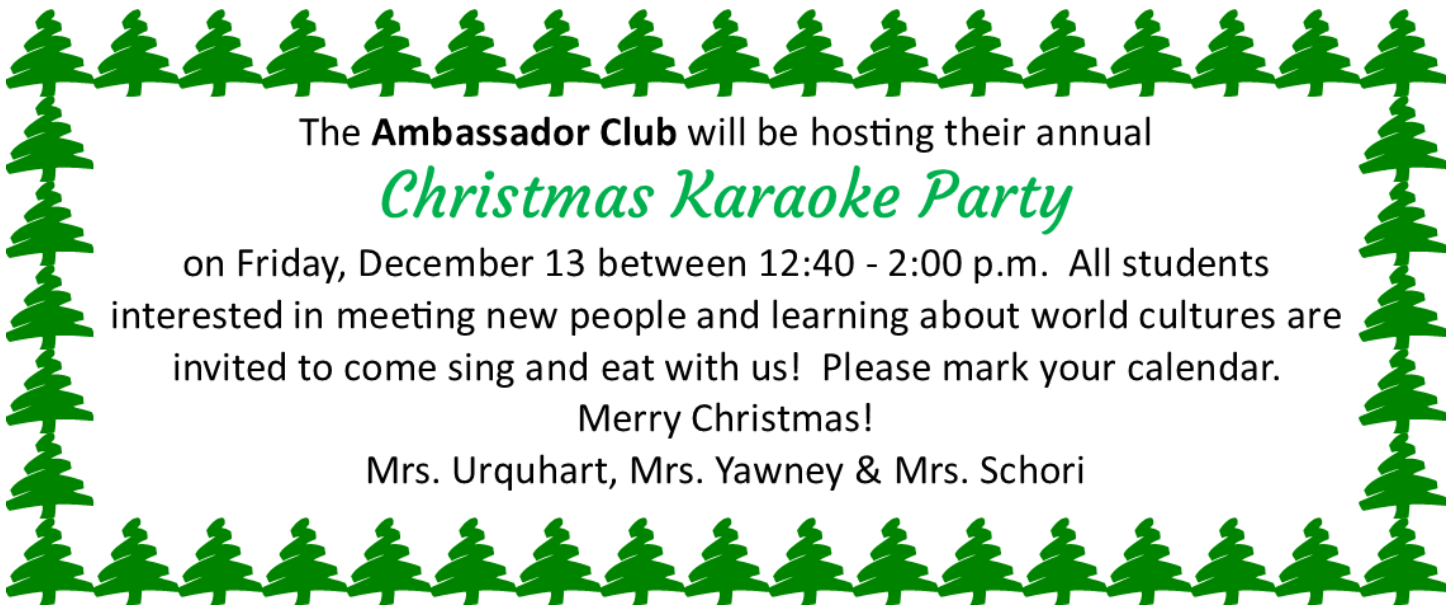 The Ambassador Club will be hosting their annual
Christmas Karaoke Party
on Friday, December 13 between 12:40 - 2:00 p.m.  All students
interested in meeting new people and learning about world cultures are
invited to come sing and eat with us!  Please mark your calendar.
Merry Christmas!
Mrs. Urquhart, Mrs. Yawney & Mrs. Schori